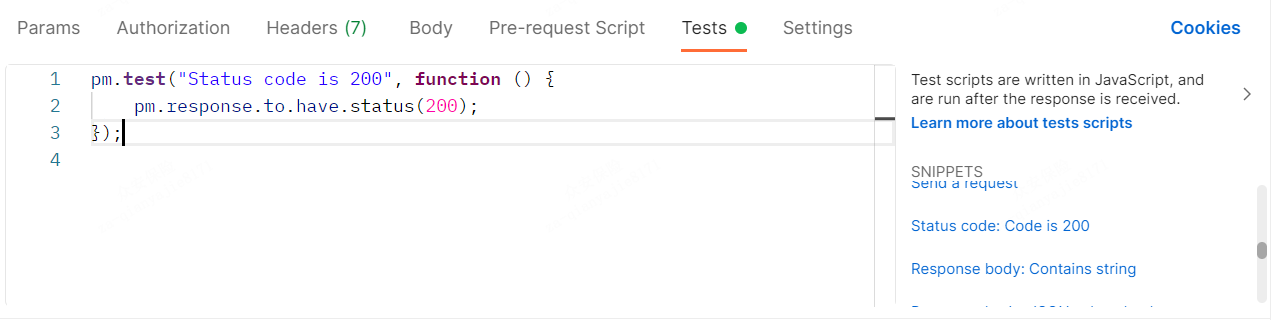 Params Authorization Headers (7) Body Pre-request Script Tests Settings Cookies
1 pm.test("Status code is 200", function () {
2 pm.response.to.have.status(200);
3 });
4
Test scripts are written in JavaScript, and
are run after the response is received.
Learn more about tests scripts
SNIPPETS
Send a request
Status code: Code is 200
Response body: Contains string